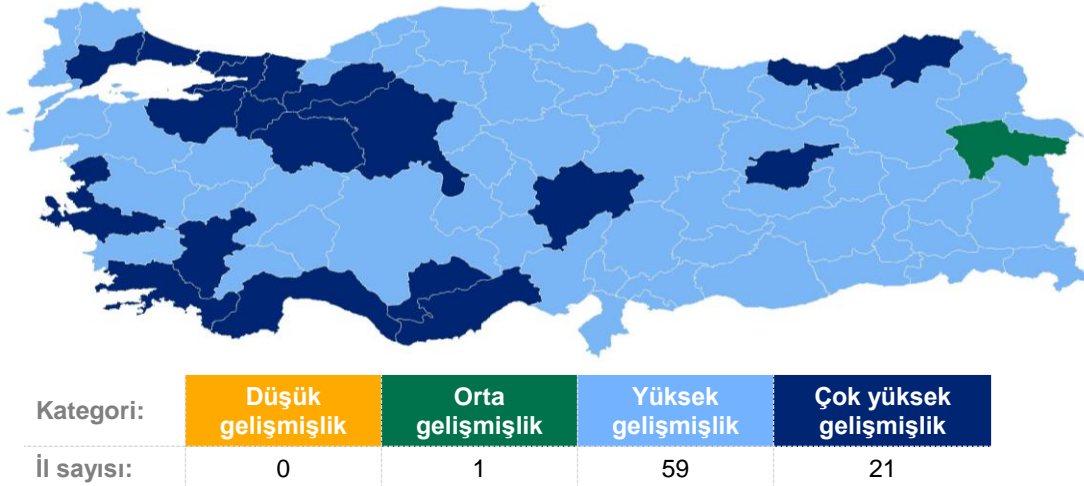 Kategori:
Düşük
gelişmişlik
Orta
gelişmişlik
Yüksek
gelişmişlik
Çok yüksek
gelişmişlik
İl sayısı:
0
1
59
21